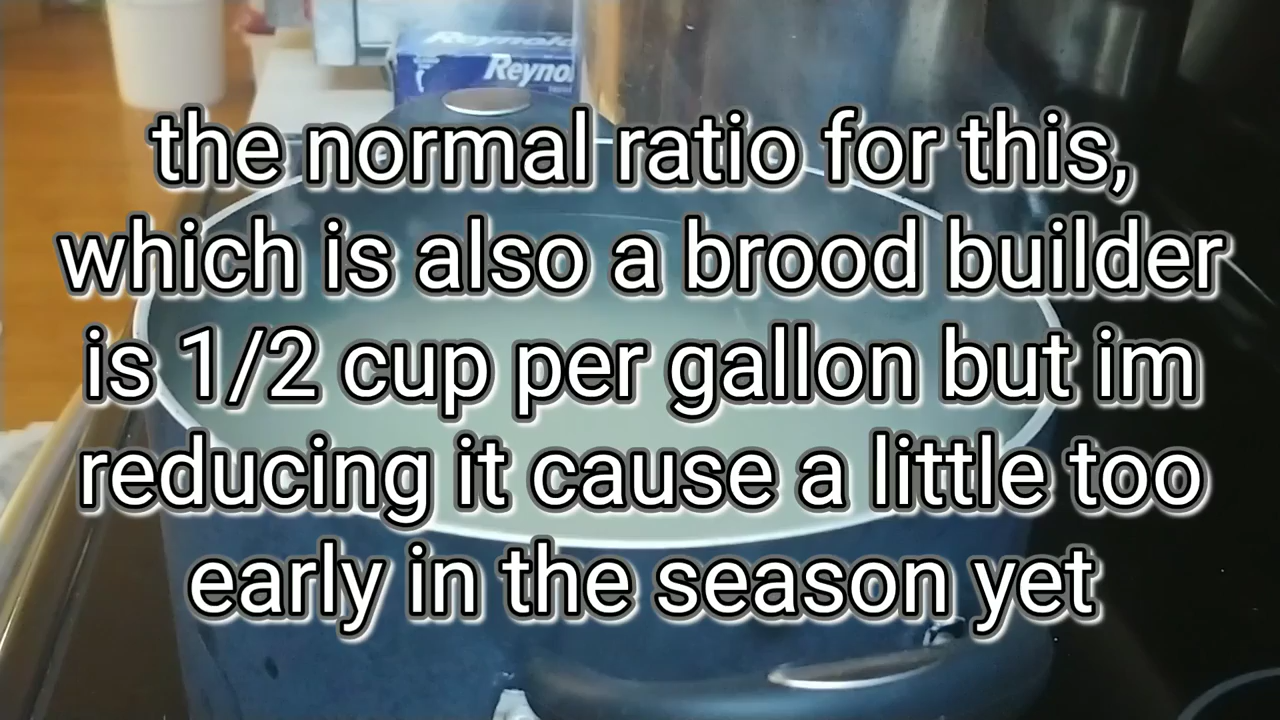 Reynolds
Reynol
the normal ratio for this,
which is also a brood builder
is 1/2 cup per gallon but im
reducing it cause a little too
early in the season yet